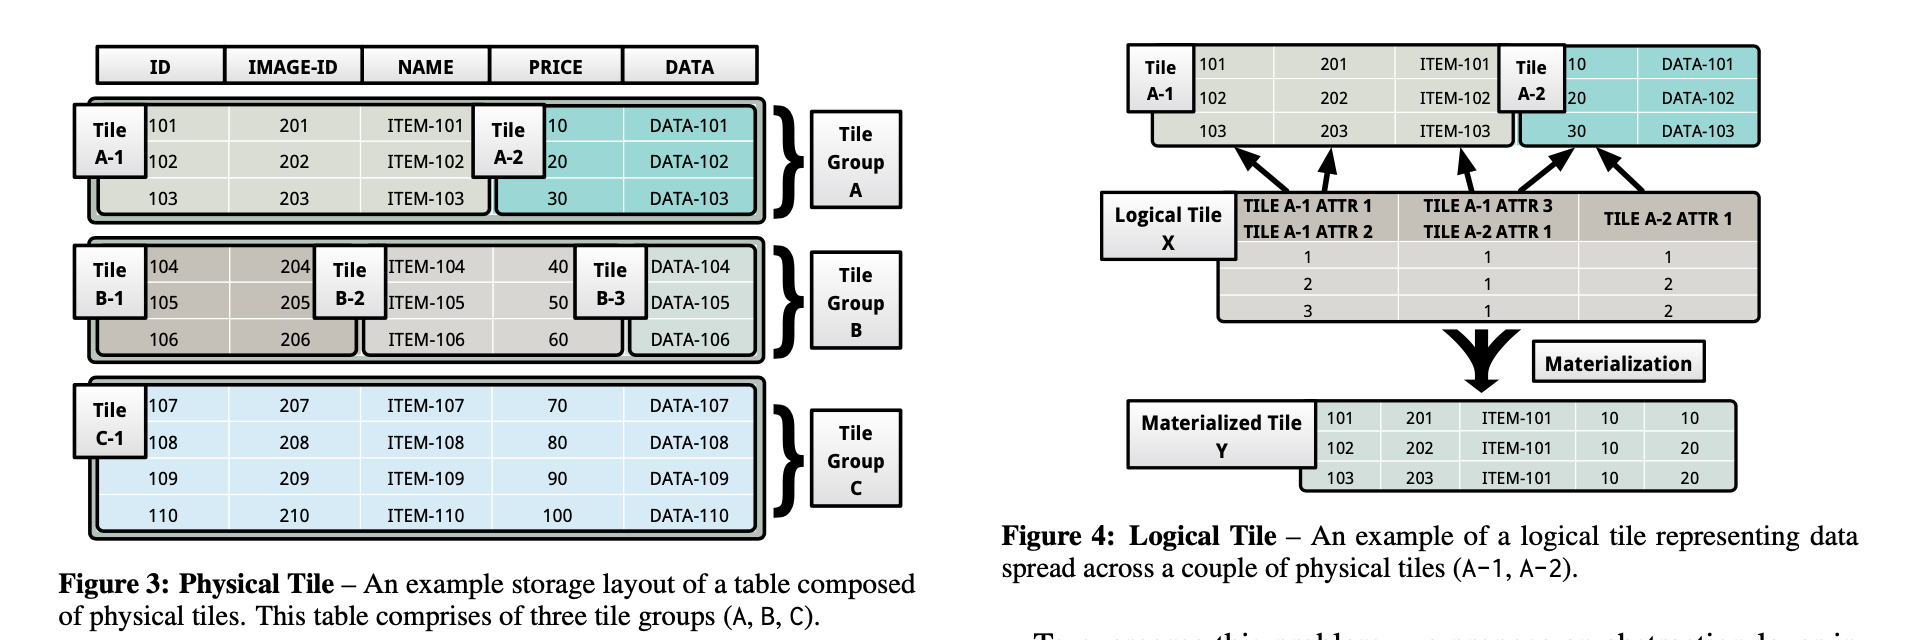 ID IMAGE-ID NAME PRICE DATA
Tile A-1
Tile A-2
101 201 ITEM-101 10 DATA-101
102 202 ITEM-102 20 DATA-102
103 203 ITEM-103 30 DATA-103
Tile Group A
Tile B-1
Tile B-2
Tile B-3
104 204 ITEM-104 40 DATA-104
105 205 ITEM-105 50 DATA-105
106 206 ITEM-106 60 DATA-106
Tile Group B
Tile C-1
107 207 ITEM-107 70 DATA-107
108 208 ITEM-108 80 DATA-108
109 209 ITEM-109 90 DATA-109
110 210 ITEM-110 100 DATA-110
Tile Group C
Figure 3: Physical Tile – An example storage layout of a table composed
of physical tiles. This table comprises of three tile groups (A, B, C).
Tile A-1
Tile A-2
101 201 ITEM-101 10 DATA-101
102 202 ITEM-102 20 DATA-102
103 203 ITEM-103 30 DATA-103
Logical Tile X
TILE A-1 ATTR 1 TILE A-1 ATTR 3 TILE A-2 ATTR 1
TILE A-1 ATTR 2 TILE A-2 ATTR 1
1 1 1
2 1 2
3 1 2
Materialization
Materialized Tile Y
101 201 ITEM-101 10 10
102 202 ITEM-101 10 20
103 203 ITEM-101 10 20
Figure 4: Logical Tile – An example of a logical tile representing data
spread across a couple of physical tiles (A-1, A-2).